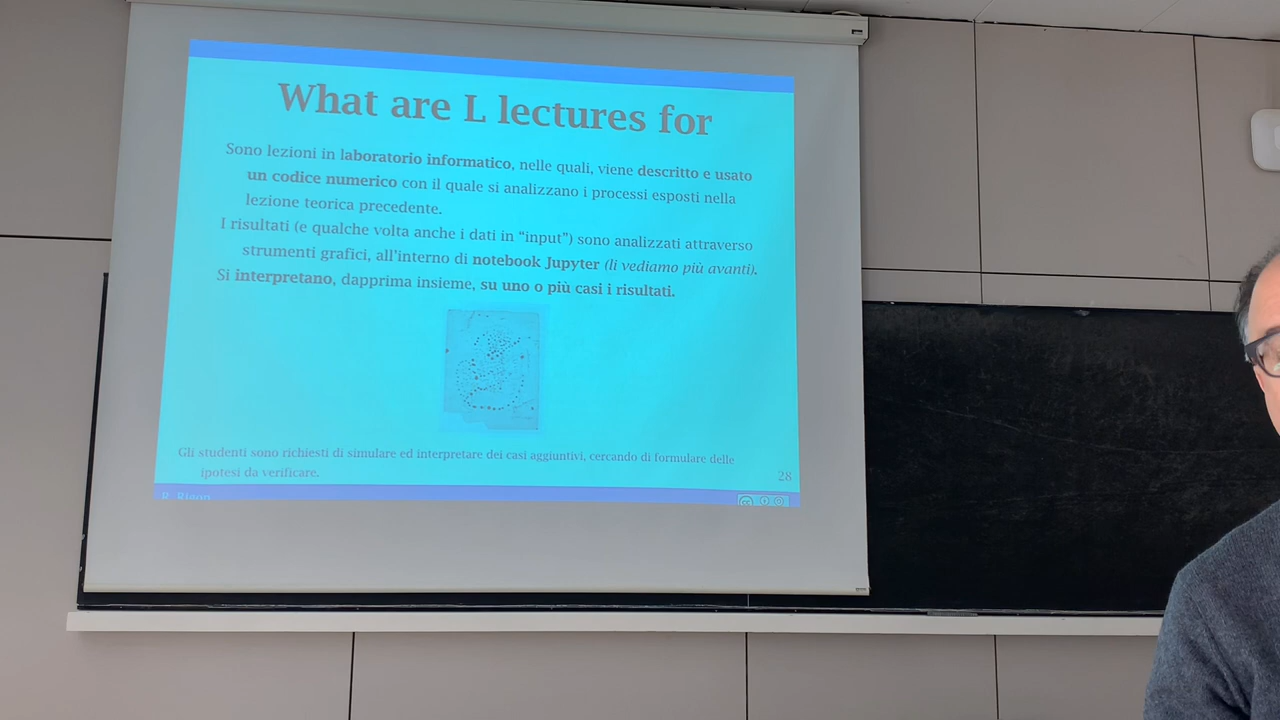 What are L lectures for
Sono lezioni in laboratorio informatico, nelle quali, viene descritto e usato
un codice numerico con il quale si analizzano i processi esposti nella
lezione teorica precedente.
I risultati (e qualche volta anche i dati in “input”) sono analizzati attraverso
strumenti grafici, all'interno di notebook Jupyter (li vediamo più avanti).
Si interpretano, dapprima insieme, su uno o più casi i risultati.
Gli studenti sono richiesti di simulare ed interpretare dei casi aggiuntivi, cercando di formulare delle
ipotesi da verificare.
28